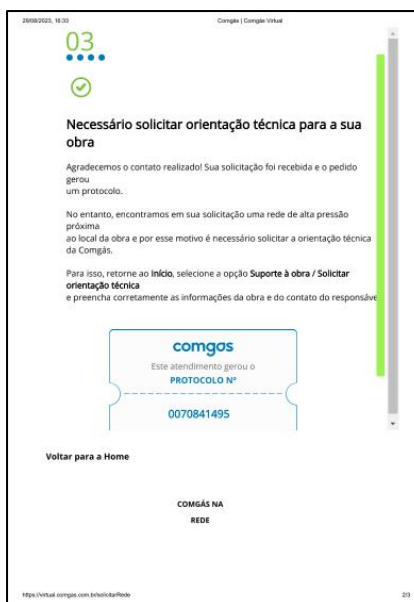 29/08/2023, 16:33
Comgás | Comgás Virtual
03
Necessário solicitar orientação técnica para a sua
obra
Agradecemos o contato realizado! Sua solicitação foi recebida e o pedido
gerou
um protocolo.
No entanto, encontramos em sua solicitação uma rede de alta pressão
próxima
ao local da obra e por esse motivo é necessário solicitar a orientação técnica
da Comgás.
Para isso, retorne ao Início, selecione a opção Suporte à obra / Solicitar
orientação técnica
e preencha corretamente as informações da obra e do contato do responsáve
comgas
Este atendimento gerou o
PROTOCOLO Nº
0070841495
Voltar para a Home
COMGÁS NA
REDE
https://virtual.comgas.com.br/solicitarRede
2/3